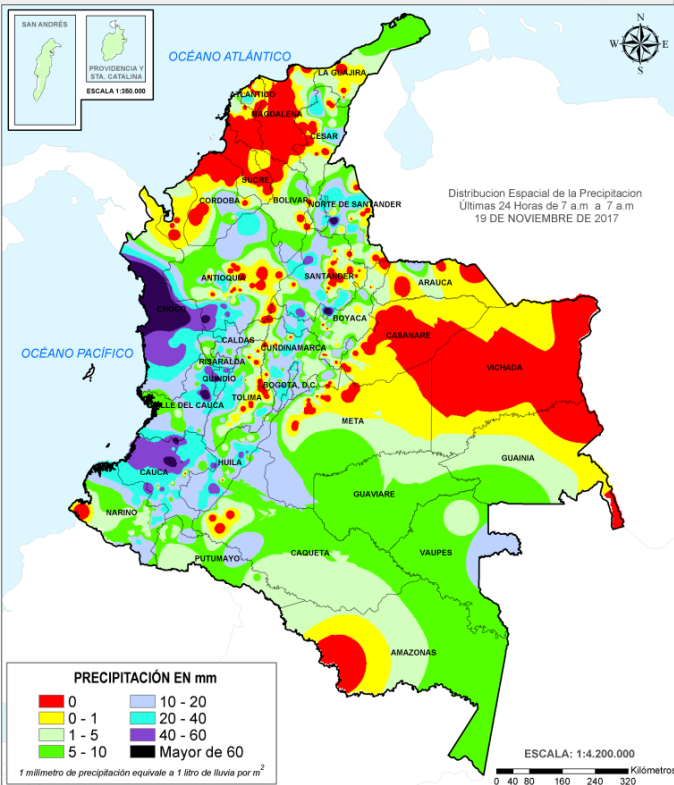 SAN ANDRÉS
PROVIDENCIA Y
STA. CATALINA
ESCALA 1:350.000
N
W
E
S
OCÉANO ATLÁNTICO
LA GUAJIRA
ATLANTICO
MAGDALENA
CESAR
SUCRE
CORDOBA
BOLIVAR
NORTE DE SANTANDER
Distribucion Espacial de la Precipitacion
Últimas 24 Horas de 7 a.m a 7 a.m
19 DE NOVIEMBRE DE 2017
ANTIOQUIA
SANTANDER
ARAUCA
CHOCO
BOYACA
CASANARE
OCÉANO PACÍFICO
CALDAS
CUNDINAMARCA
RISARALDA
VICHADA
QUINDIO
BOGOTA, D.C.
TOLIMA
VALLE DEL CAUCA
META
GUAINIA
HUILA
CAUCA
GUAVIARE
NARIÑO
PUTUMAYO
CAQUETA
VAUPES
AMAZONAS
PRECIPITACIÓN EN mm
0
10 - 20
0 - 1
20 - 40
1 - 5
40 - 60
5 - 10
Mayor de 60
1 milímetro de precipitación equivale a 1 litro de lluvia por m2
ESCALA: 1:4.200.000
Kilómetros
0 40 80 160 240 320